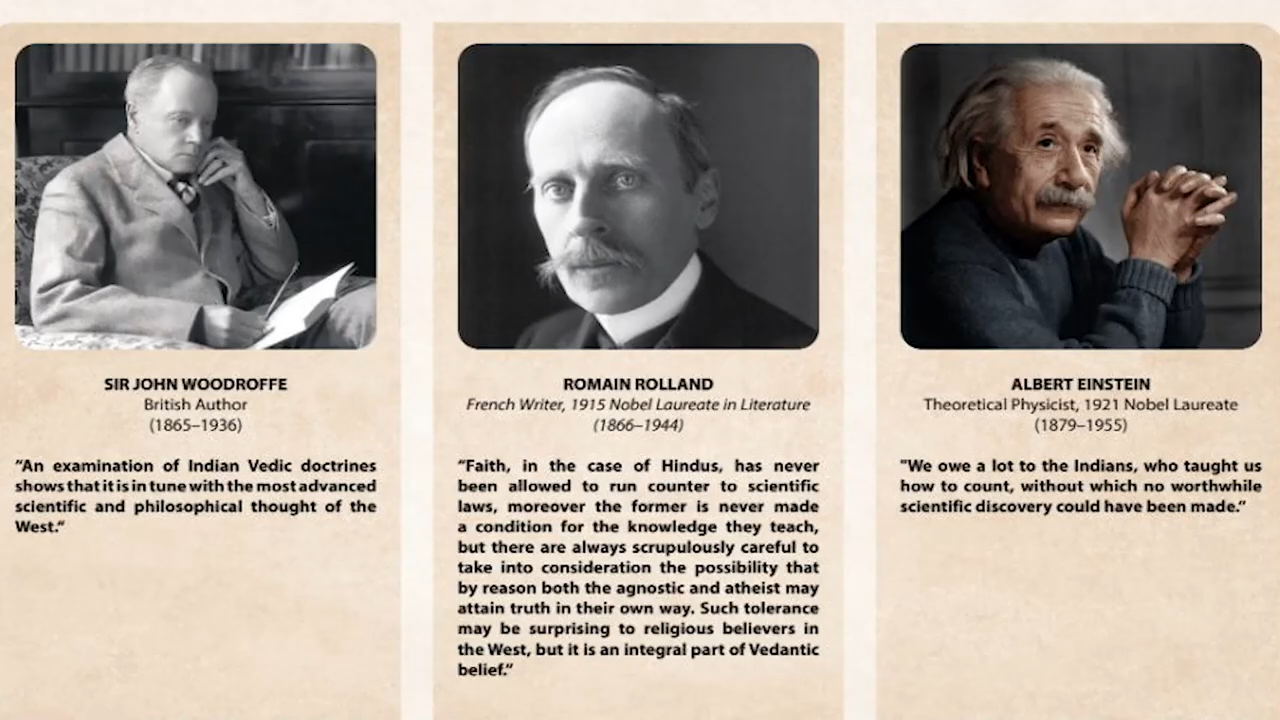 SIR JOHN WOODROFFE
British Author
(1865–1936)
“An examination of Indian Vedic doctrines
shows that it is in tune with the most advanced
scientific and philosophical thought of the
West.“
ROMAIN ROLLAND
French Writer, 1915 Nobel Laureate in Literature
(1866–1944)
“Faith, in the case of Hindus, has never
been allowed to run counter to scientific
laws, moreover the former is never made
a condition for the knowledge they teach,
but there are always scrupulously careful to
take into consideration the possibility that
by reason both the agnostic and atheist may
attain truth in their own way. Such tolerance
may be surprising to religious believers in
the West, but it is an integral part of Vedantic
belief.“
ALBERT EINSTEIN
Theoretical Physicist, 1921 Nobel Laureate
(1879–1955)
"We owe a lot to the Indians, who taught us
how to count, without which no worthwhile
scientific discovery could have been made.”